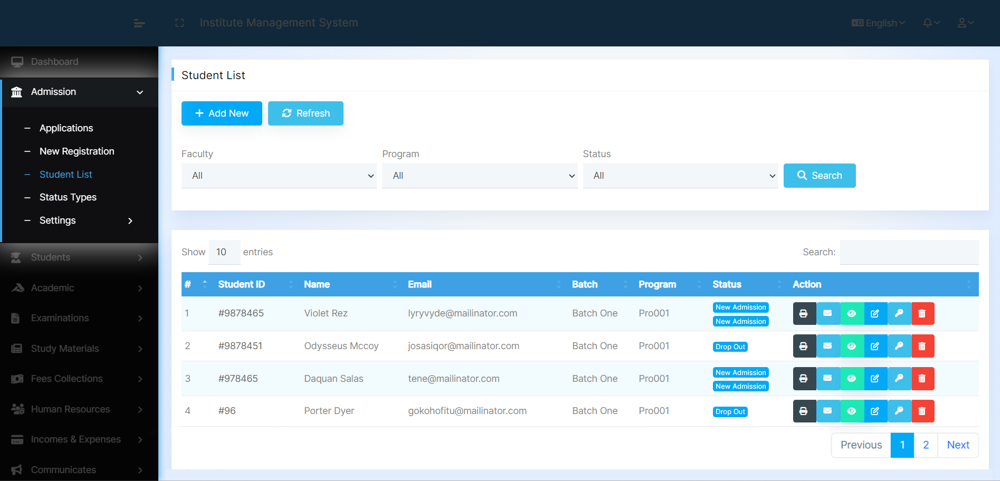 Institute Management System
English
Dashboard
Admission
Applications
New Registration
Student List
Status Types
Settings
Students
Academic
Examinations
Study Materials
Fees Collections
Human Resources
Incomes & Expenses
Communicates
Student List
Add New Refresh
Faculty Program Status
All All All Search
Show 10 entries Search:
# Student ID Name Email Batch Program Status Action
1 #9878465 Violet Rez lyryvyde@mailinator.com Batch One Pro001 New Admission
New Admission
2 #9878451 Odysseus Mccoy josasiqor@mailinator.com Batch One Pro001 Drop Out
3 #978465 Daquan Salas tene@mailinator.com Batch One Pro001 New Admission
New Admission
4 #96 Porter Dyer gokohofitu@mailinator.com Batch One Pro001 Drop Out
Previous 1 2 Next